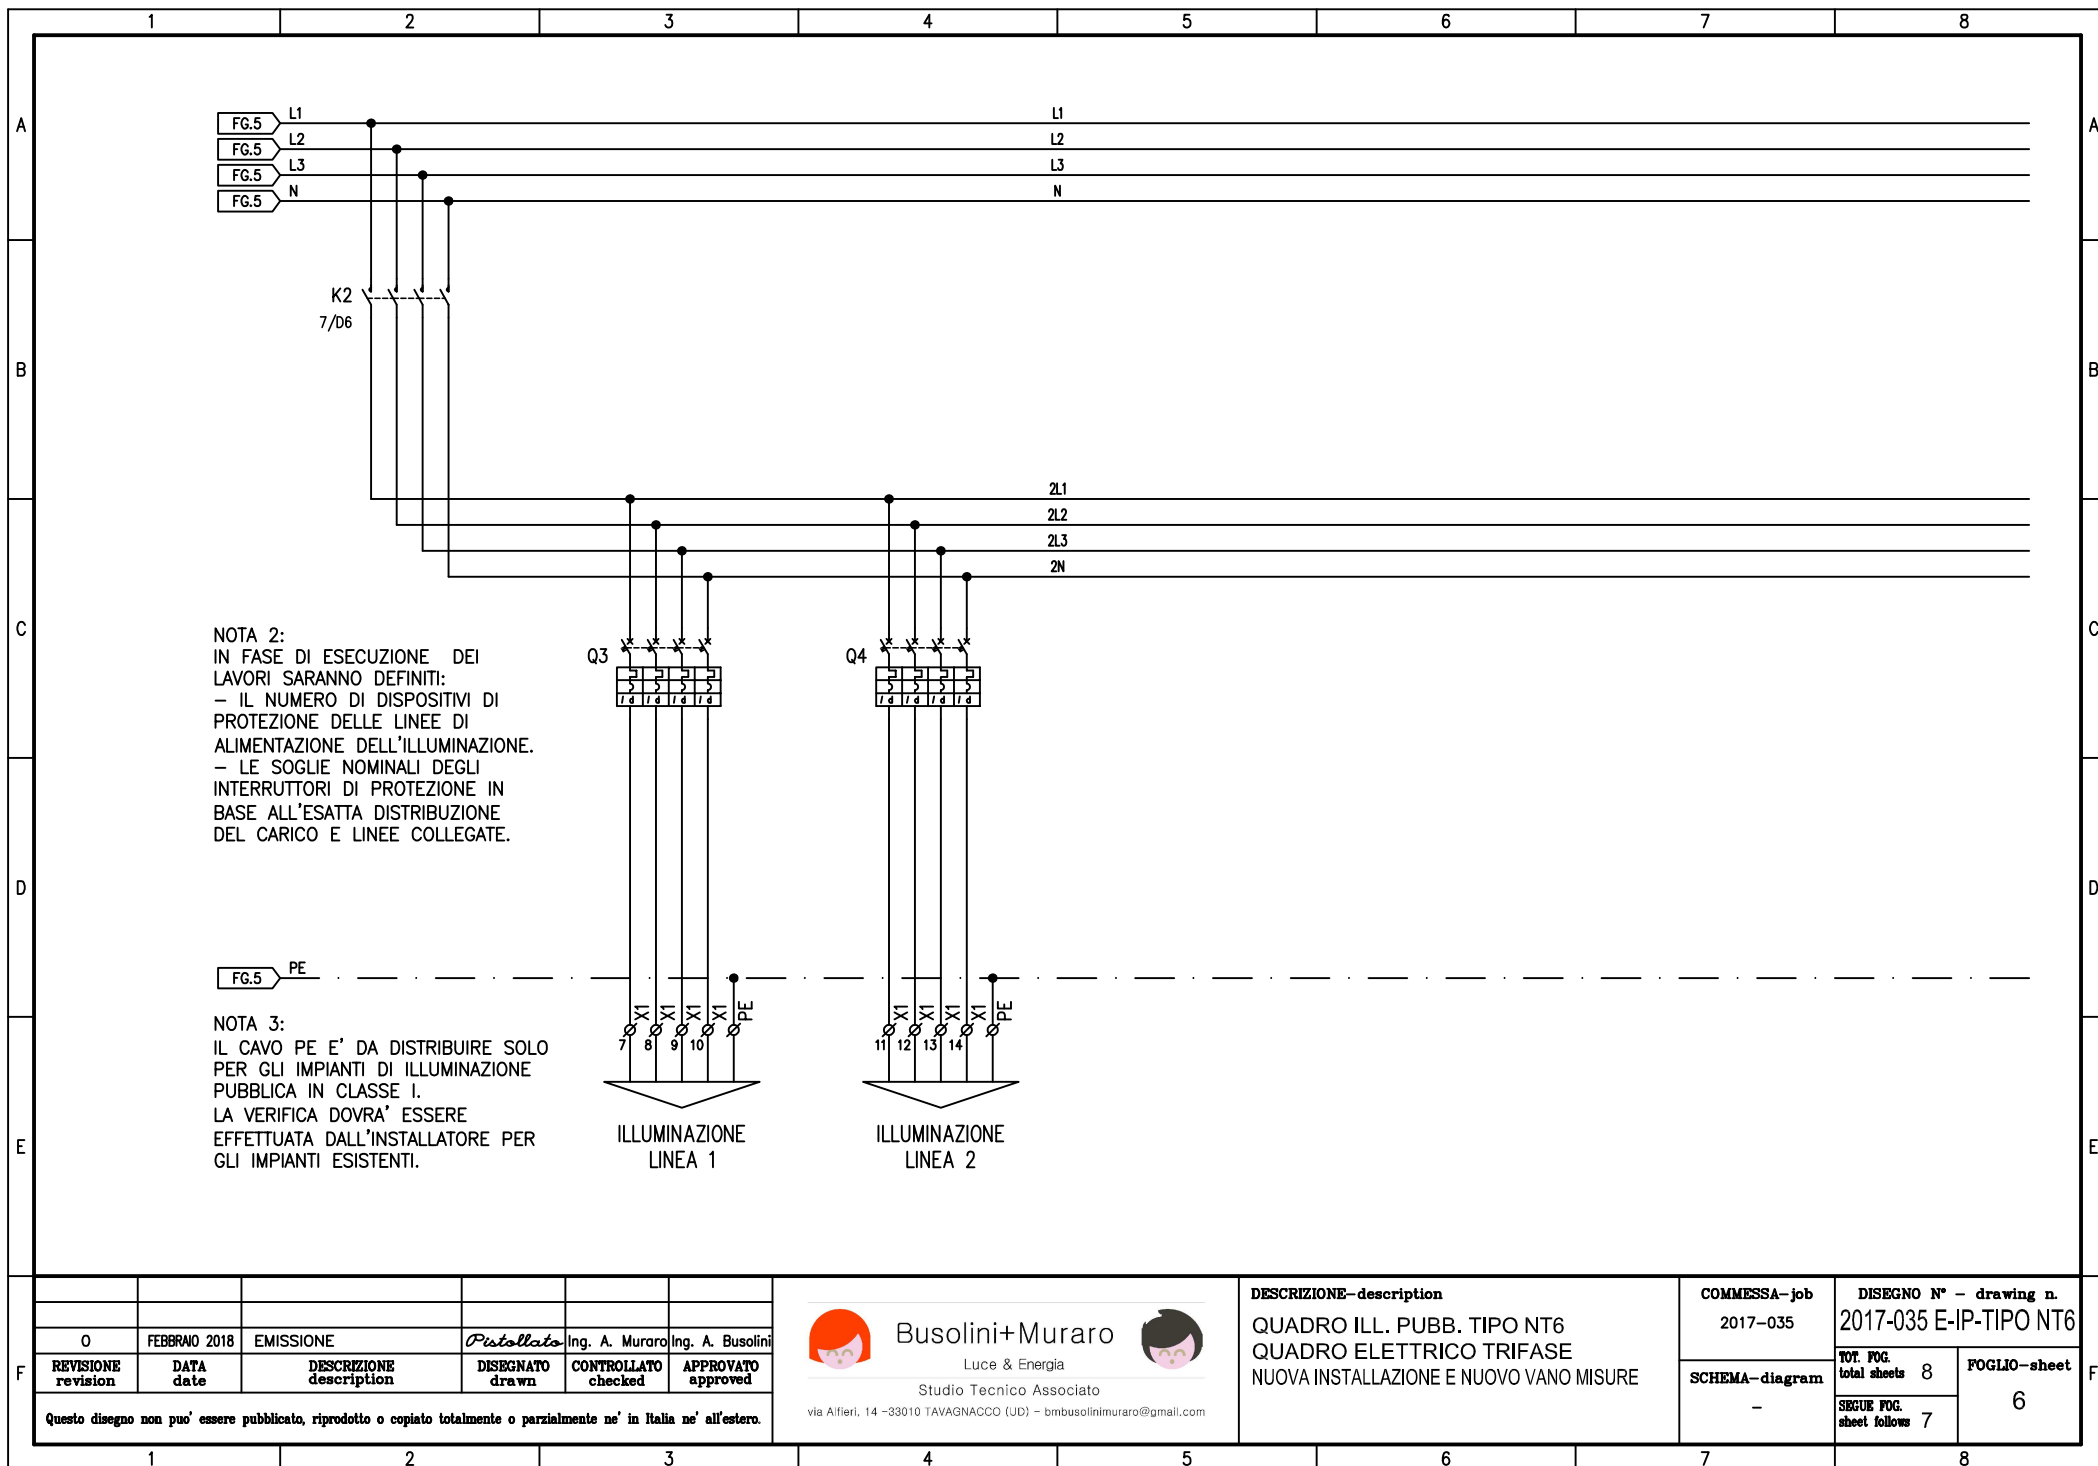 1 2 3 4 5 6 7 8
A A
FG.5 L1 L1
FG.5 L2 L2
FG.5 L3 L3
FG.5 N N
K2
7/D6
B B
2L1
2L2
2L3
2N
C C
NOTA 2:
IN FASE DI ESECUZIONE DEI
LAVORI SARANNO DEFINITI:
– IL NUMERO DI DISPOSITIVI DI
PROTEZIONE DELLE LINEE DI
ALIMENTAZIONE DELL'ILLUMINAZIONE.
– LE SOGLIE NOMINALI DEGLI
INTERRUTTORI DI PROTEZIONE IN
BASE ALL'ESATTA DISTRIBUZIONE
DEL CARICO E LINEE COLLEGATE.
Q3 Q4
I d I d I d I d I d I d I d I d
D D
FG.5 PE
X1 X1 X1 X1 PE X1 X1 X1 X1 PE
7 8 9 10 11 12 13 14
NOTA 3:
IL CAVO PE E' DA DISTRIBUIRE SOLO
PER GLI IMPIANTI DI ILLUMINAZIONE
PUBBLICA IN CLASSE I.
LA VERIFICA DOVRA' ESSERE
EFFETTUATA DALL'INSTALLATORE PER
GLI IMPIANTI ESISTENTI.
ILLUMINAZIONE
LINEA 1
ILLUMINAZIONE
LINEA 2
E E
0 FEBBRAIO 2018 EMISSIONE Pistollato Ing. A. Muraro Ing. A. Busolini
REVISIONE DATA DESCRIZIONE DISEGNATO CONTROLLATO APPROVATO
revision date description drawn checked approved
Questo disegno non puo' essere pubblicato, riprodotto o copiato totalmente o parzialmente ne' in Italia ne' all'estero.
Busolini+Muraro
Luce & Energia
Studio Tecnico Associato
via Alfieri, 14 –33010 TAVAGNACCO (UD) – bmbusolinimuraro@gmail.com
DESCRIZIONE–description
QUADRO ILL. PUBB. TIPO NT6
QUADRO ELETTRICO TRIFASE
NUOVA INSTALLAZIONE E NUOVO VANO MISURE
COMMESSA–job
2017–035
SCHEMA–diagram
–
DISEGNO N° – drawing n.
2017-035 E-IP-TIPO NT6
TOT. FOG.
total sheets 8
SEGUE FOG.
sheet follows 7
FOGLIO–sheet
6
F F
1 2 3 4 5 6 7 8